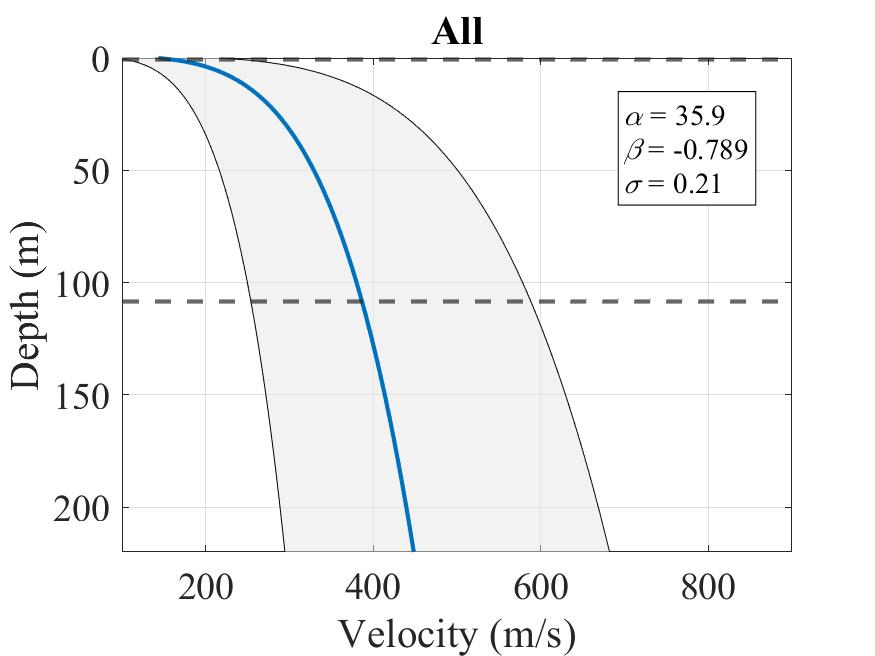 All
0
50
100
150
200
Depth (m)
α = 35.9
β = -0.789
σ = 0.21
200 400 600 800
Velocity (m/s)